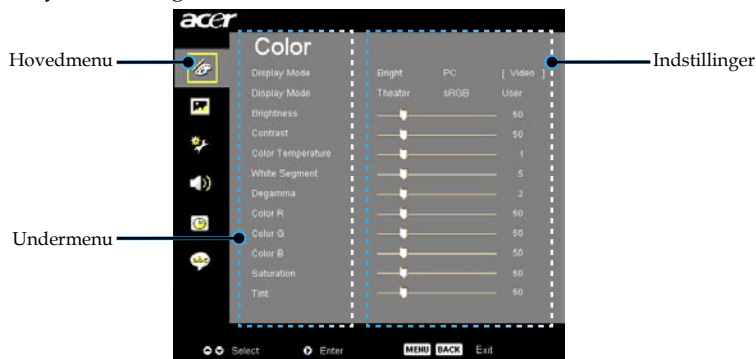 acer
Hovedmenu
Color
Indstillinger
Display Mode Bright PC [ Video ]
Display Mode Theater sRGB User
Brightness 50
Contrast 50
Color Temperature 1
White Segment 5
Degamma 2
Color R 50
Undermenu
Color G 50
Color B 50
Saturation 50
Tint 50
abc
Select Enter MENU BACK Exit